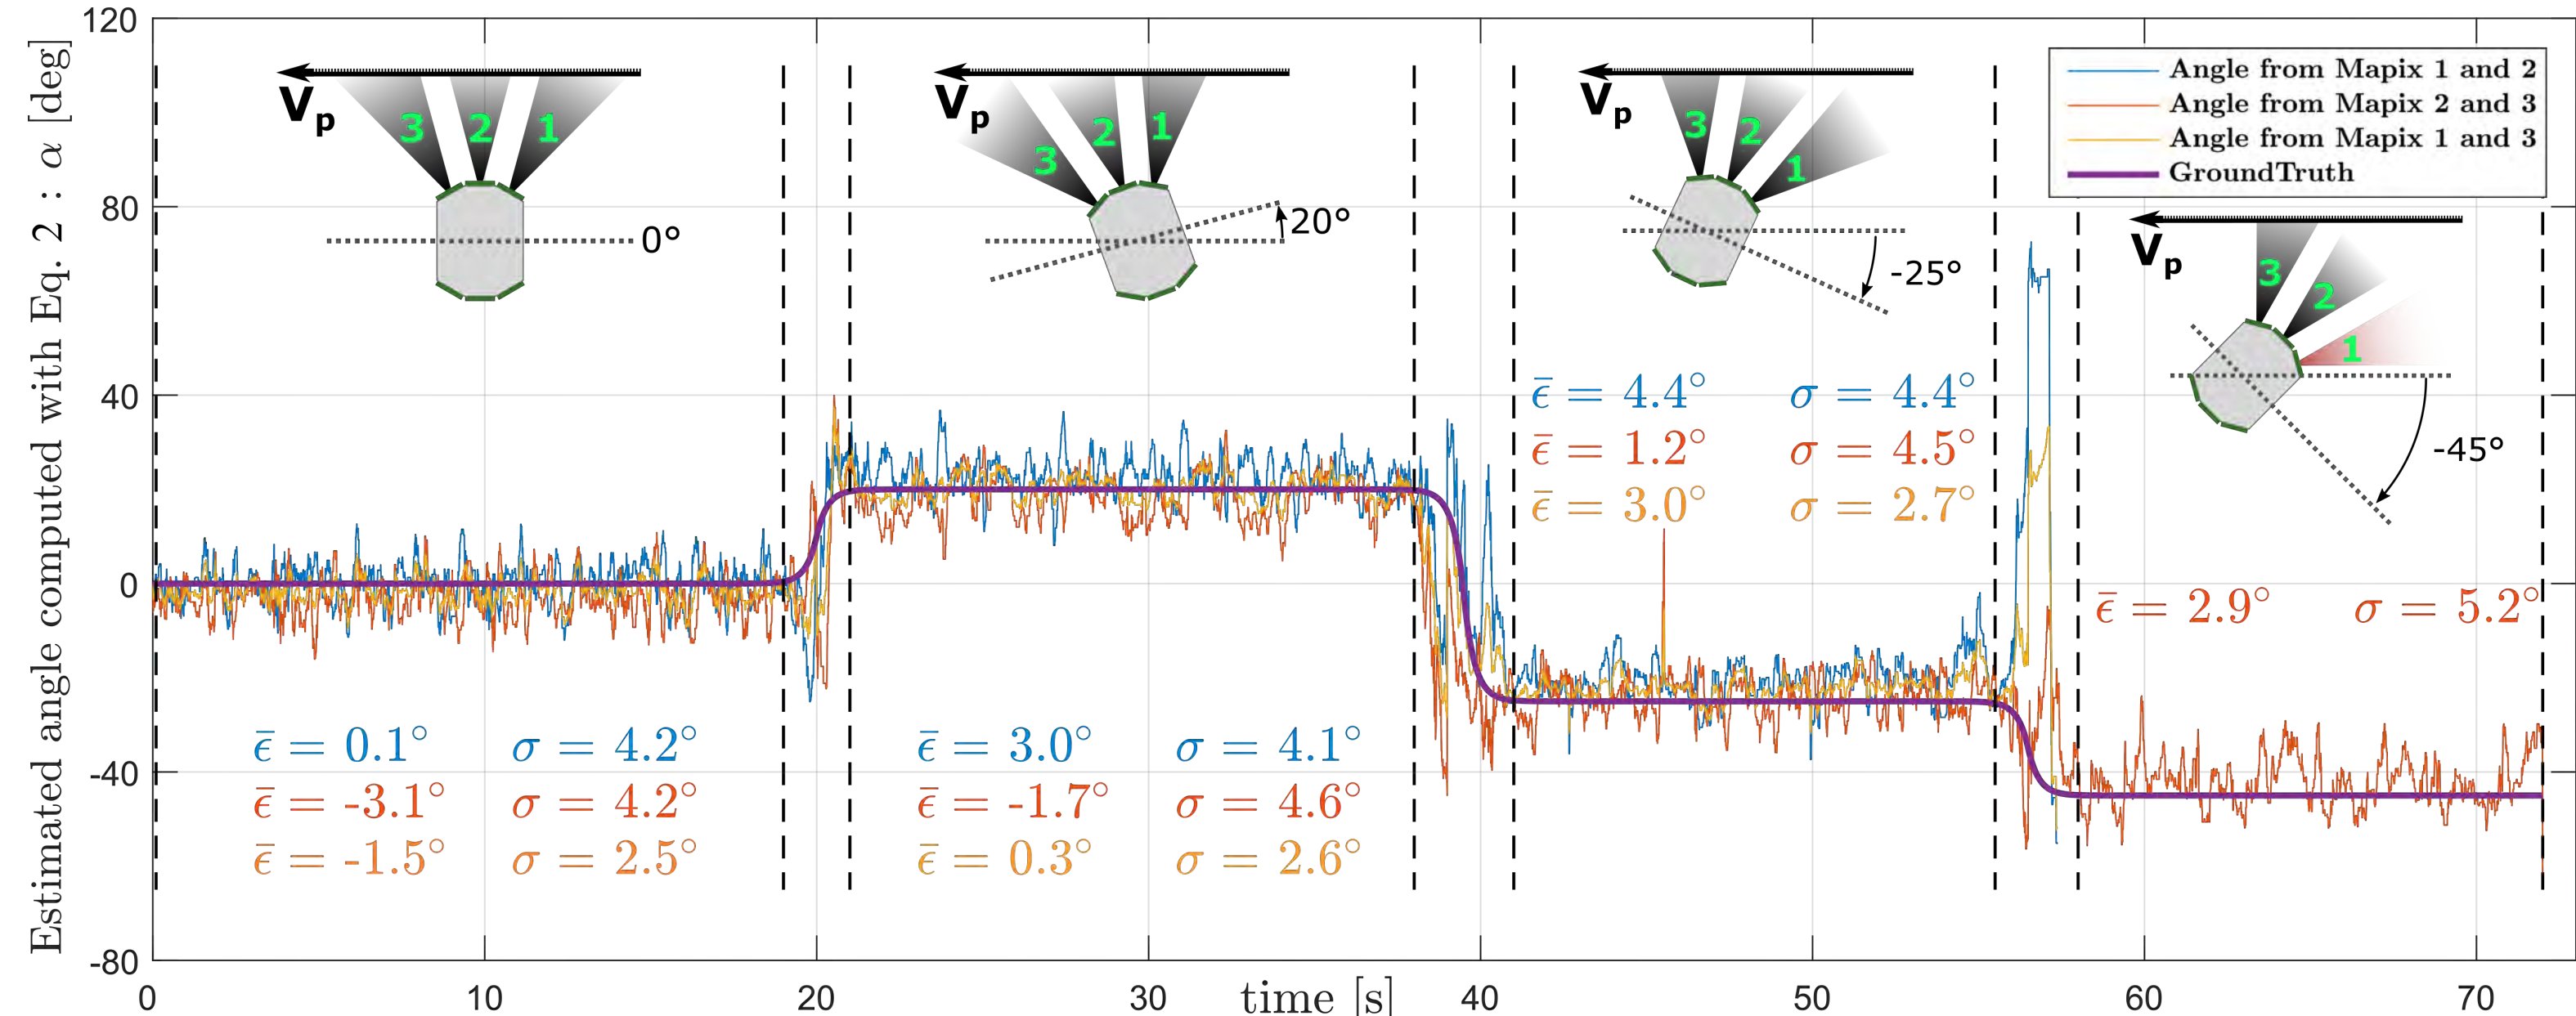 Estimated angle computed with Eq. 2 : α [deg]
120
80
40
0
-40
-80
0 10 20 30 40 50 60 70
time [s]
Angle from Mapix 1 and 2
Angle from Mapix 2 and 3
Angle from Mapix 1 and 3
GroundTruth
Vp
3 2 1
0°
Vp
3 2 1
20°
Vp
3 2 1
-25°
Vp
3 2 1
-45°
ϵ̄ = 0.1° σ = 4.2°
ϵ̄ = -3.1° σ = 4.2°
ϵ̄ = -1.5° σ = 2.5°
ϵ̄ = 3.0° σ = 4.1°
ϵ̄ = -1.7° σ = 4.6°
ϵ̄ = 0.3° σ = 2.6°
ϵ̄ = 4.4° σ = 4.4°
ϵ̄ = 1.2° σ = 4.5°
ϵ̄ = 3.0° σ = 2.7°
ϵ̄ = 2.9° σ = 5.2°